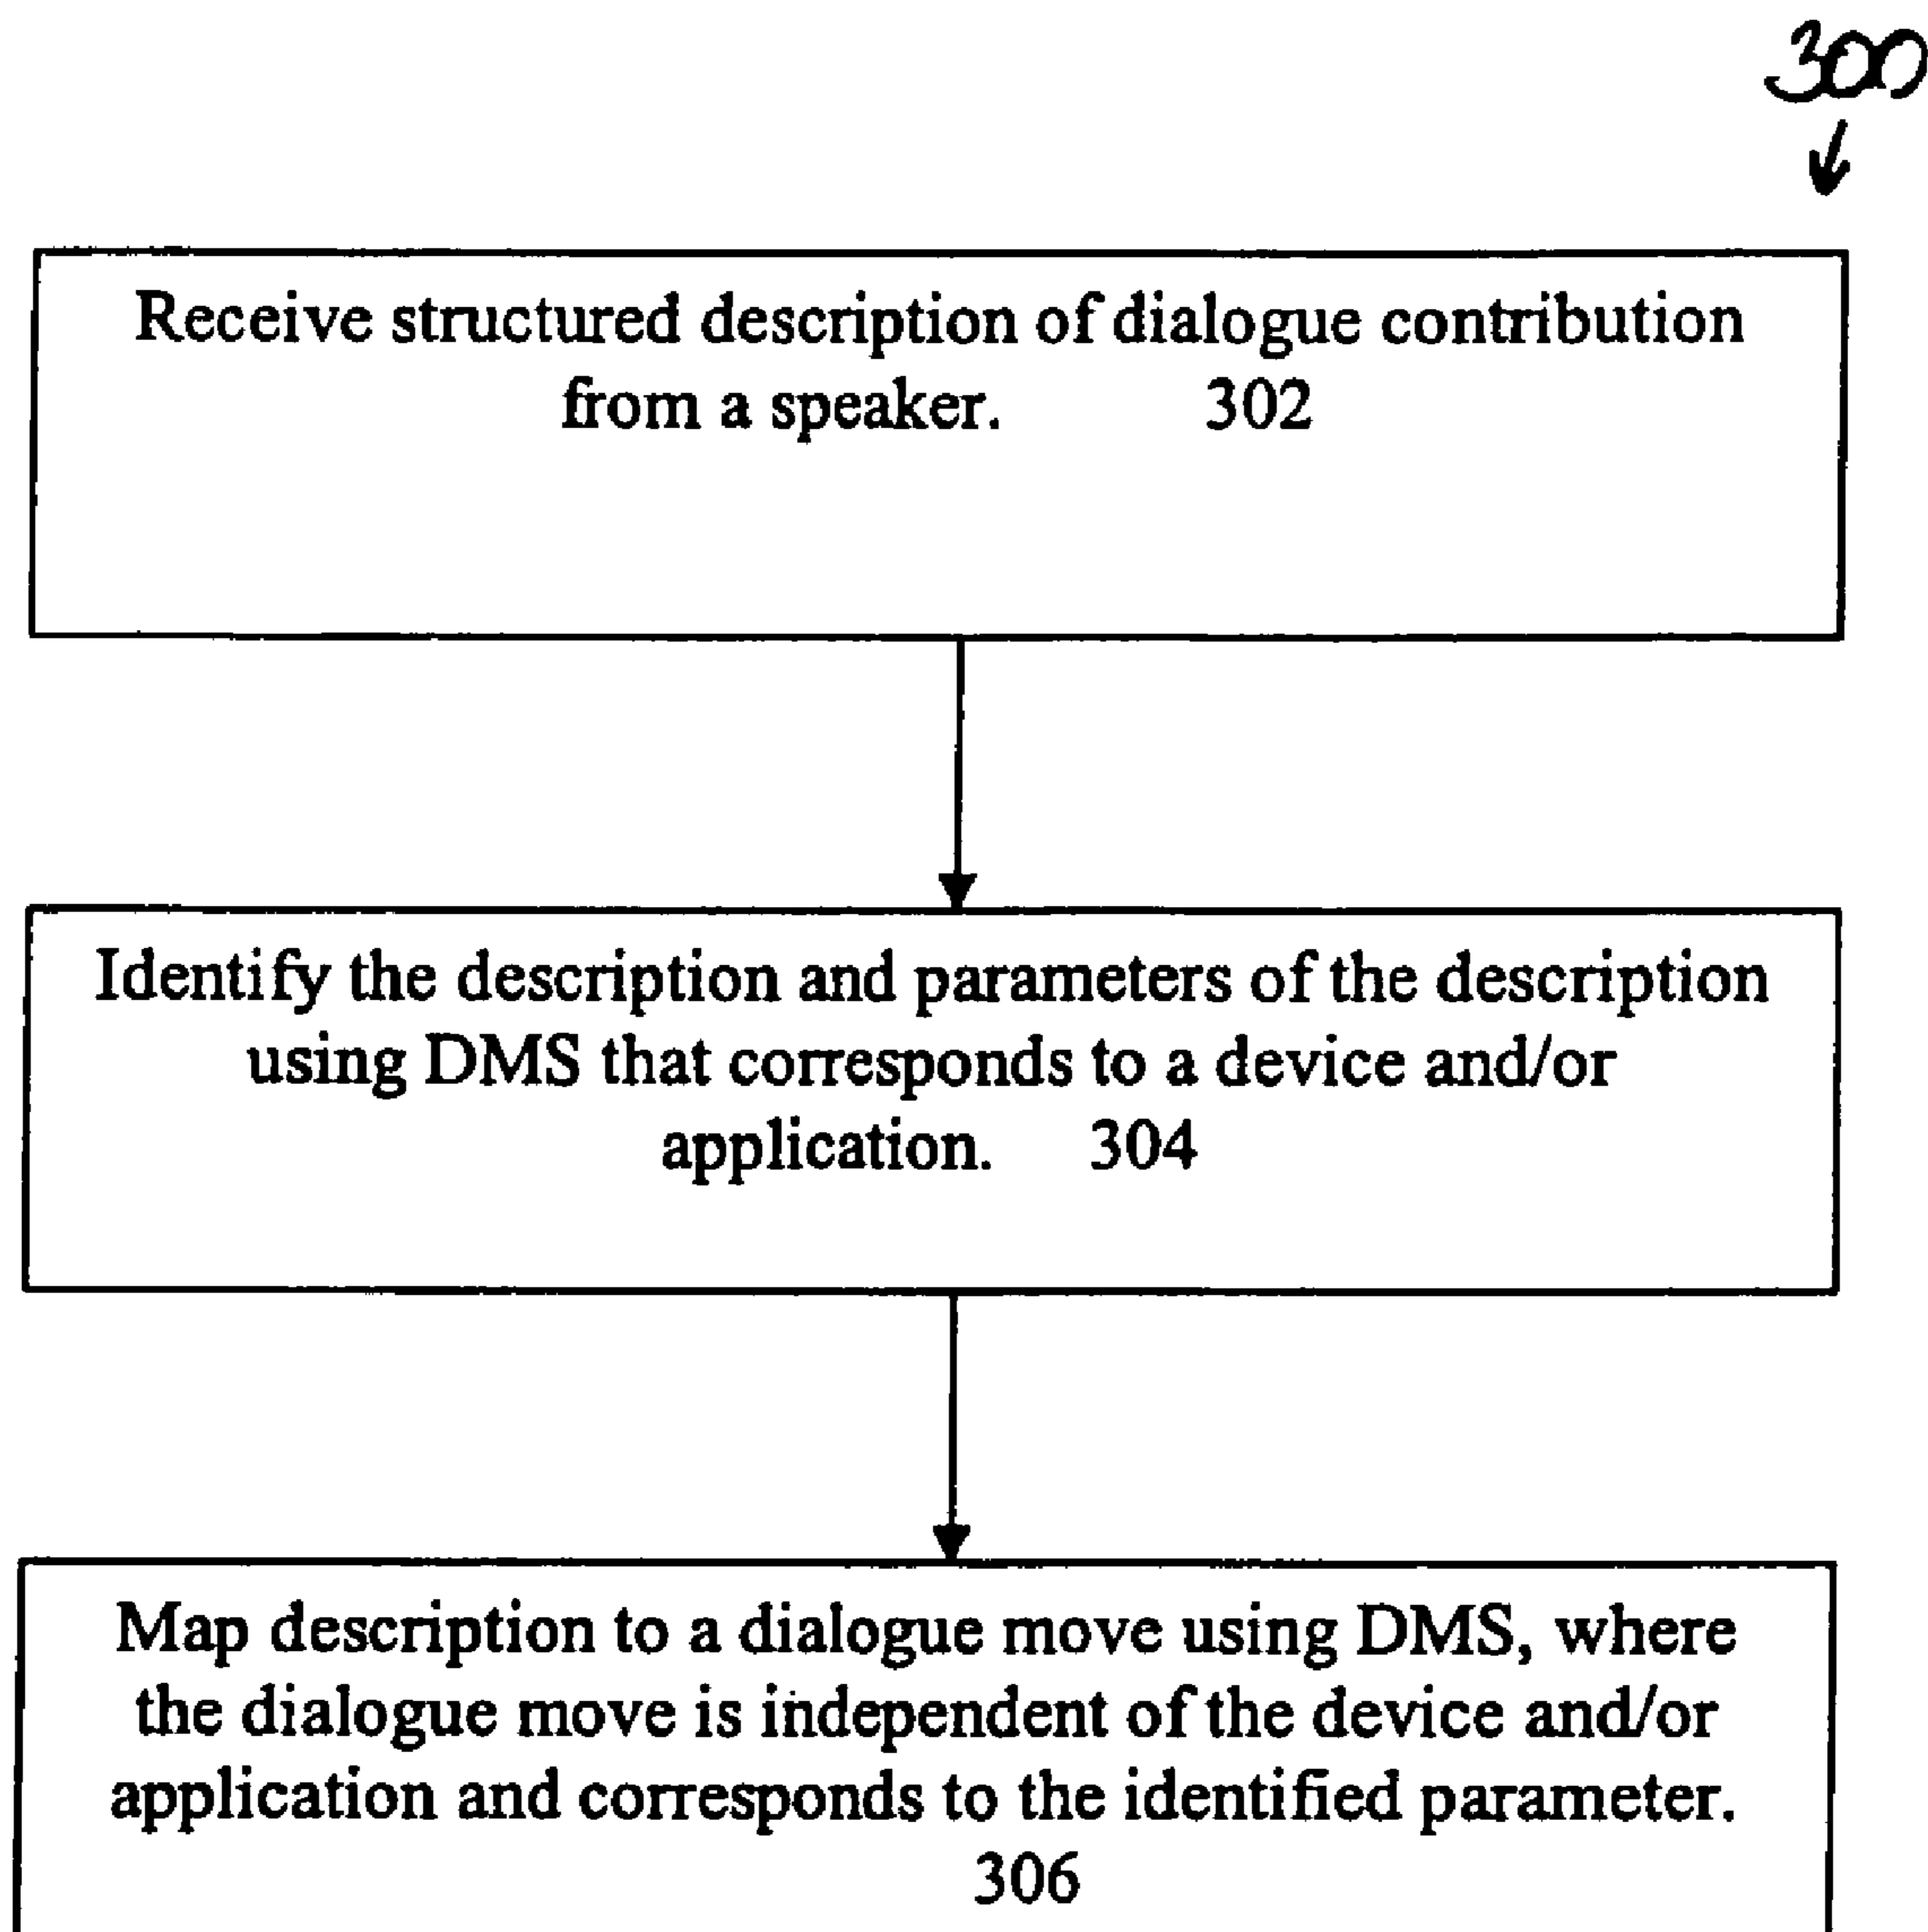 300
Receive structured description of dialogue contribution
from a speaker. 302
Identify the description and parameters of the description
using DMS that corresponds to a device and/or
application. 304
Map description to a dialogue move using DMS, where
the dialogue move is independent of the device and/or
application and corresponds to the identified parameter.
306